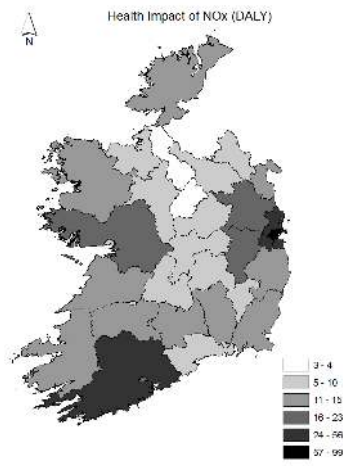 Health Impact of NOx (DALY)
N
3 - 4
5 - 10
11 - 15
16 - 23
24 - 56
57 - 99